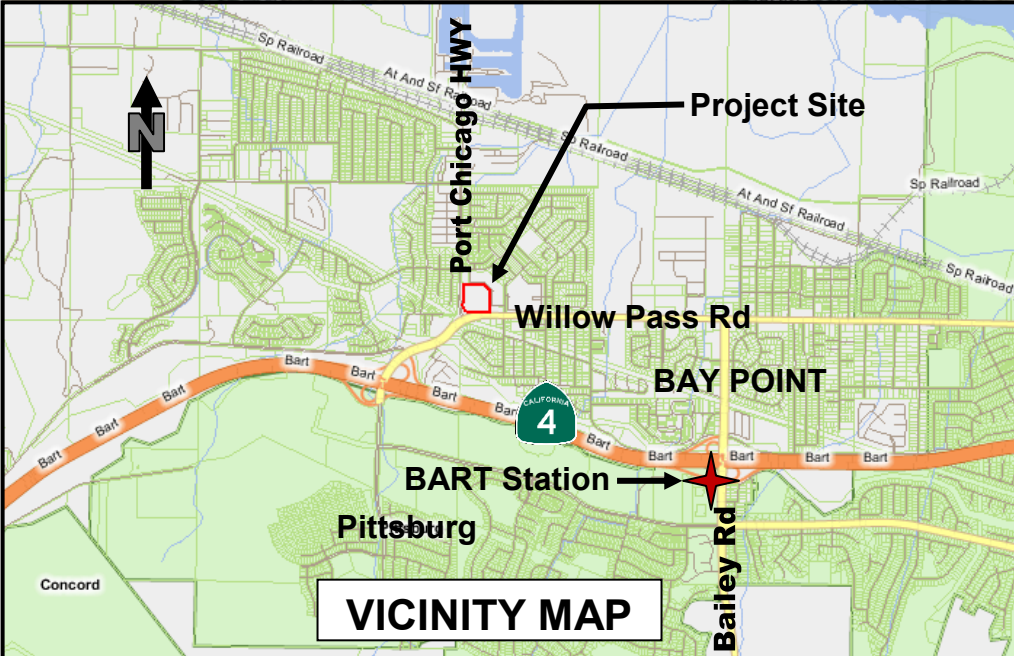 Sp Railroad
At And Sf Railroad
Port Chicago HWY
N
Project Site
Sp Railroad
Sp Railroad
At And Sf Railroad
Sp Railroad
Willow Pass Rd
BAY POINT
Bart
Bart
Bart
Bart
Bart
Bart
Bart
CALIFORNIA
4
Bart
Bart
Bart
Bart
Bart
BART Station
Pittsburg
Bailey Rd
Concord
VICINITY MAP